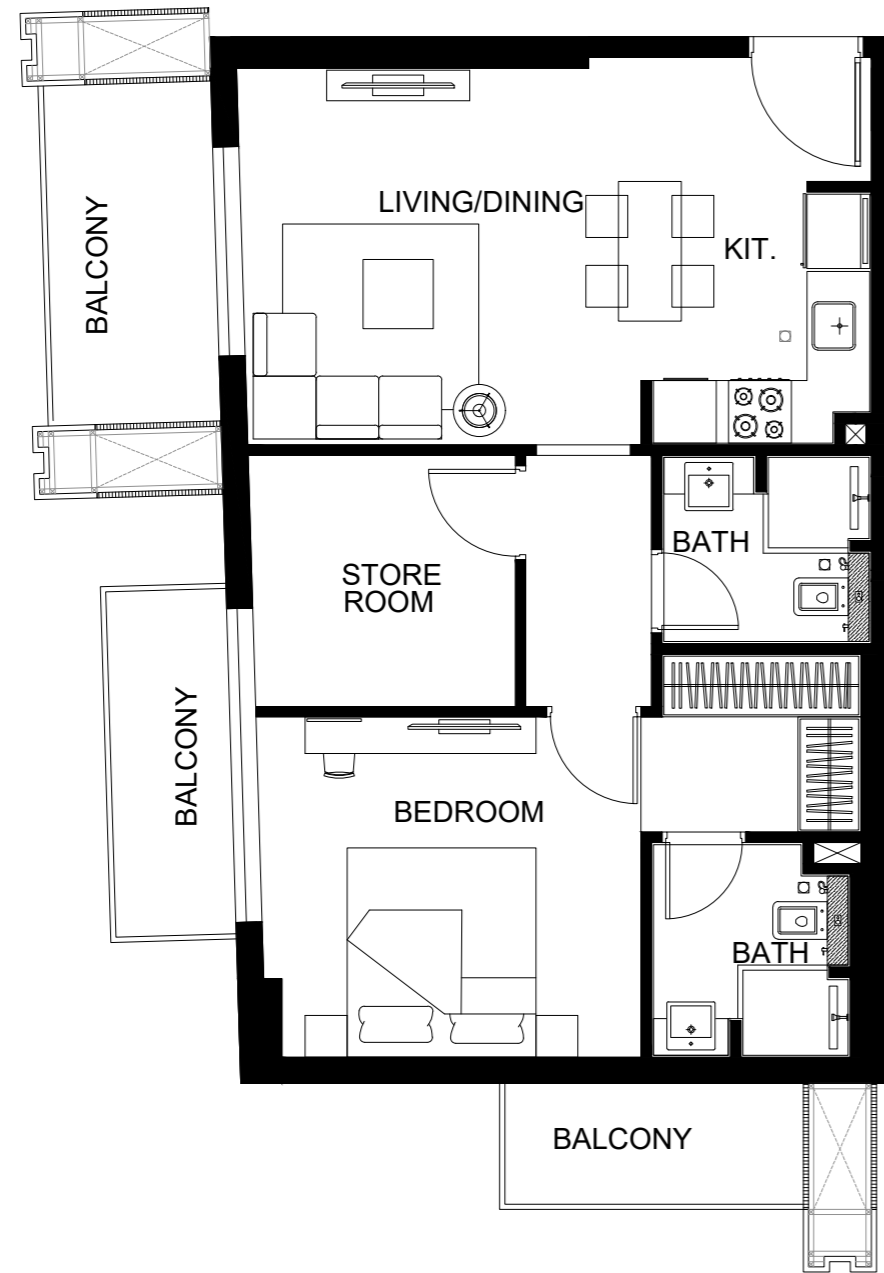 LIVING/DINING
BALCONY
KIT.
BATH
STORE
ROOM
BALCONY
BEDROOM
BATH
BALCONY